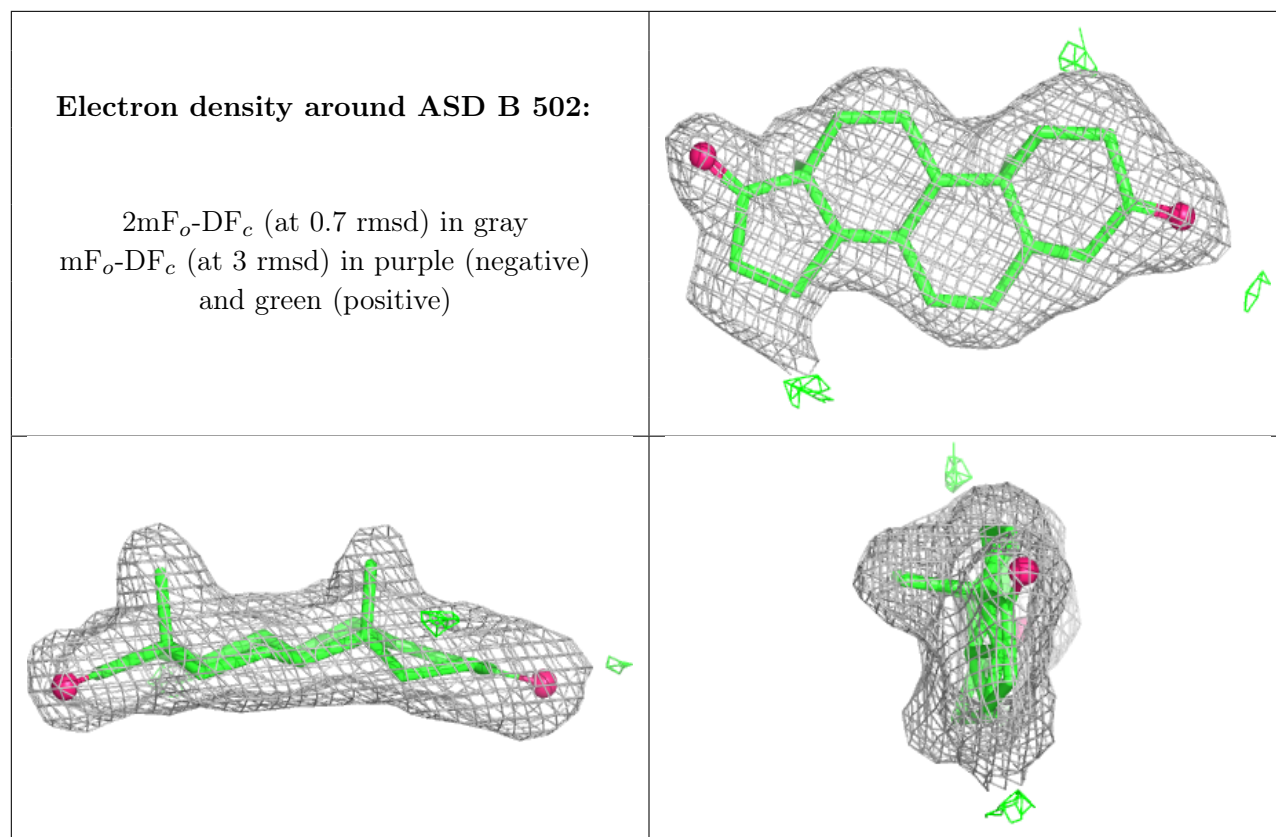 Electron density around ASD B 502:
2mFₒ-DF𝒸 (at 0.7 rmsd) in gray
mFₒ-DF𝒸 (at 3 rmsd) in purple (negative)
and green (positive)